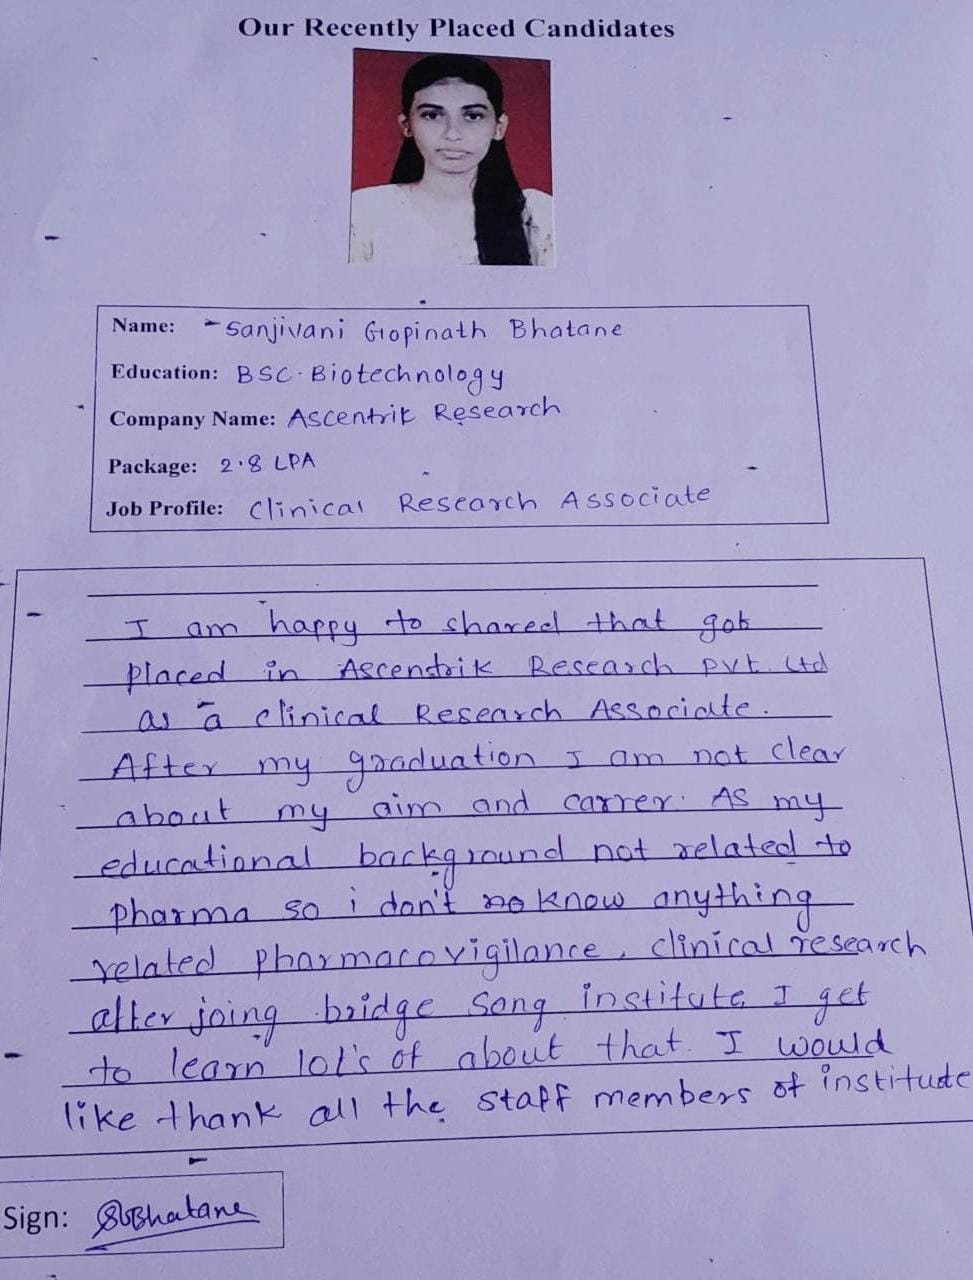 Our Recently Placed Candidates
Name: - Sanjivani Gopinath Bhatane
Education: BSC. Biotechnology
Company Name: Ascentrik Research
Package: 2.8 LPA
Job Profile: Clinical Research Associate
I am happy to shared that gob
placed in Ascentrik Research pvt. Ltd
as a clinical Research Associate.
After my graduation I am not clear
about my aim and carrer. As my
educational background not related to
pharma so i don't know anything
related pharmacovigilance, clinical research
after joing bridge Song institute I get
to learn lot's of about that. I would
like thank all the staff members of institude
Sign: Bhatane